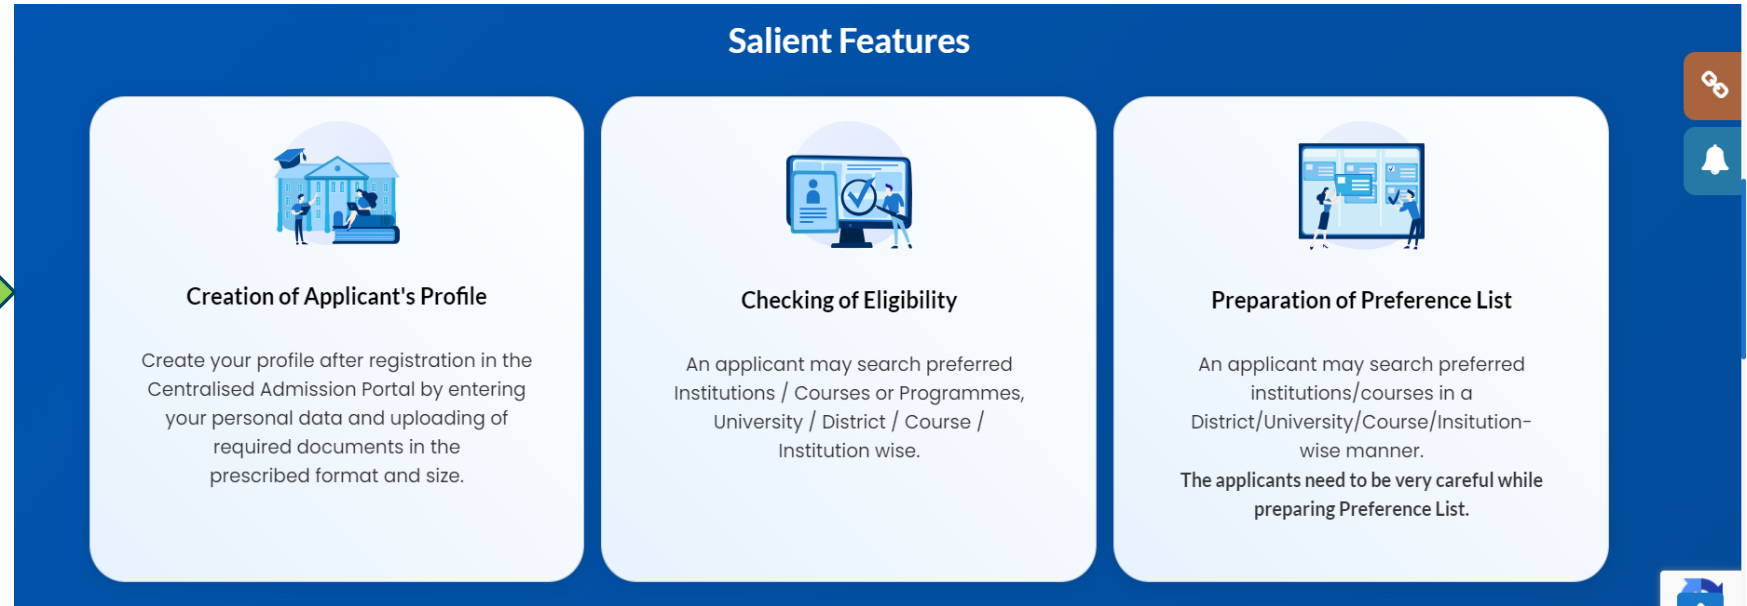 Salient Features
Creation of Applicant's Profile
Create your profile after registration in the
Centralised Admission Portal by entering
your personal data and uploading of
required documents in the
prescribed format and size.
Checking of Eligibility
An applicant may search preferred
Institutions / Courses or Programmes,
University / District / Course /
Institution wise.
Preparation of Preference List
An applicant may search preferred
institutions/courses in a
District/University/Course/Insitution-
wise manner.
The applicants need to be very careful while
preparing Preference List.